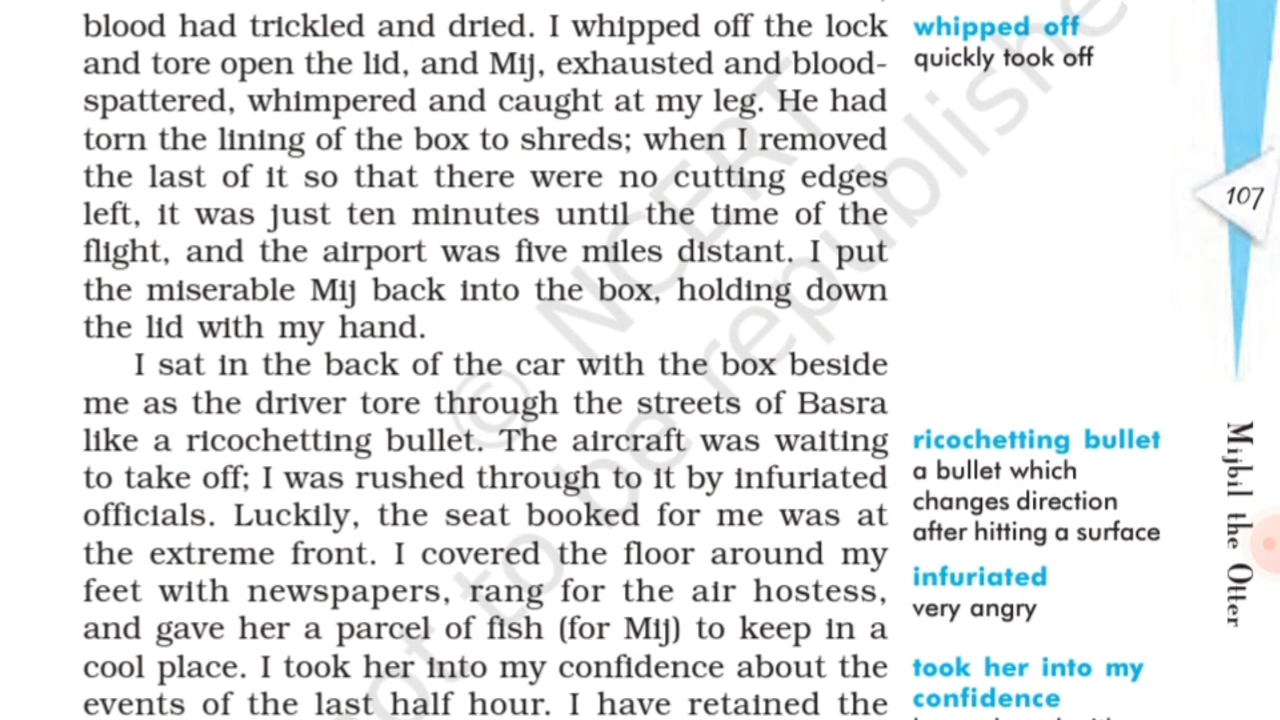 blood had trickled and dried. I whipped off the lock
and tore open the lid, and Mij, exhausted and blood-
spattered, whimpered and caught at my leg. He had
torn the lining of the box to shreds; when I removed
the last of it so that there were no cutting edges
left, it was just ten minutes until the time of the
flight, and the airport was five miles distant. I put
the miserable Mij back into the box, holding down
the lid with my hand.
I sat in the back of the car with the box beside
me as the driver tore through the streets of Basra
like a ricochetting bullet. The aircraft was waiting
to take off; I was rushed through to it by infuriated
officials. Luckily, the seat booked for me was at
the extreme front. I covered the floor around my
feet with newspapers, rang for the air hostess,
and gave her a parcel of fish (for Mij) to keep in a
cool place. I took her into my confidence about the
events of the last half hour. I have retained the
whipped off
quickly took off
ricochetting bullet
a bullet which
changes direction
after hitting a surface
infuriated
very angry
took her into my
confidence
107
Mijbil the Otter
© NCERT
not to be republishe